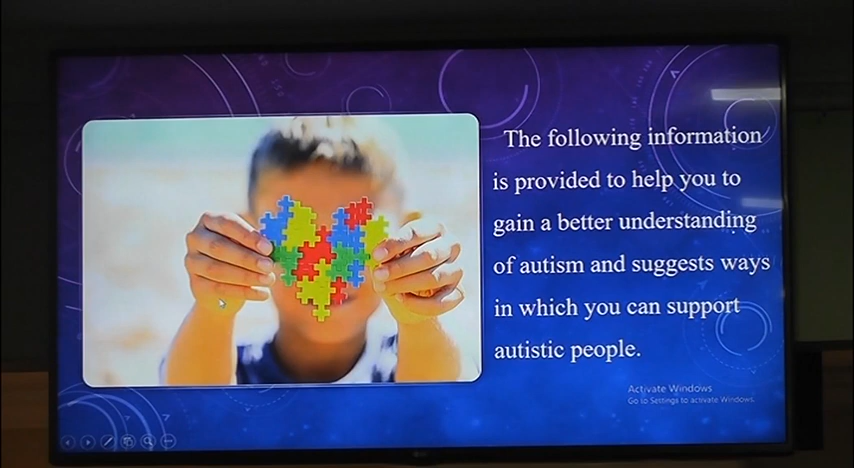 The following information
is provided to help you to
gain a better understanding
of autism and suggests ways
in which you can support
autistic people.
Activate Windows
Go to Settings to activate Windows.
LG